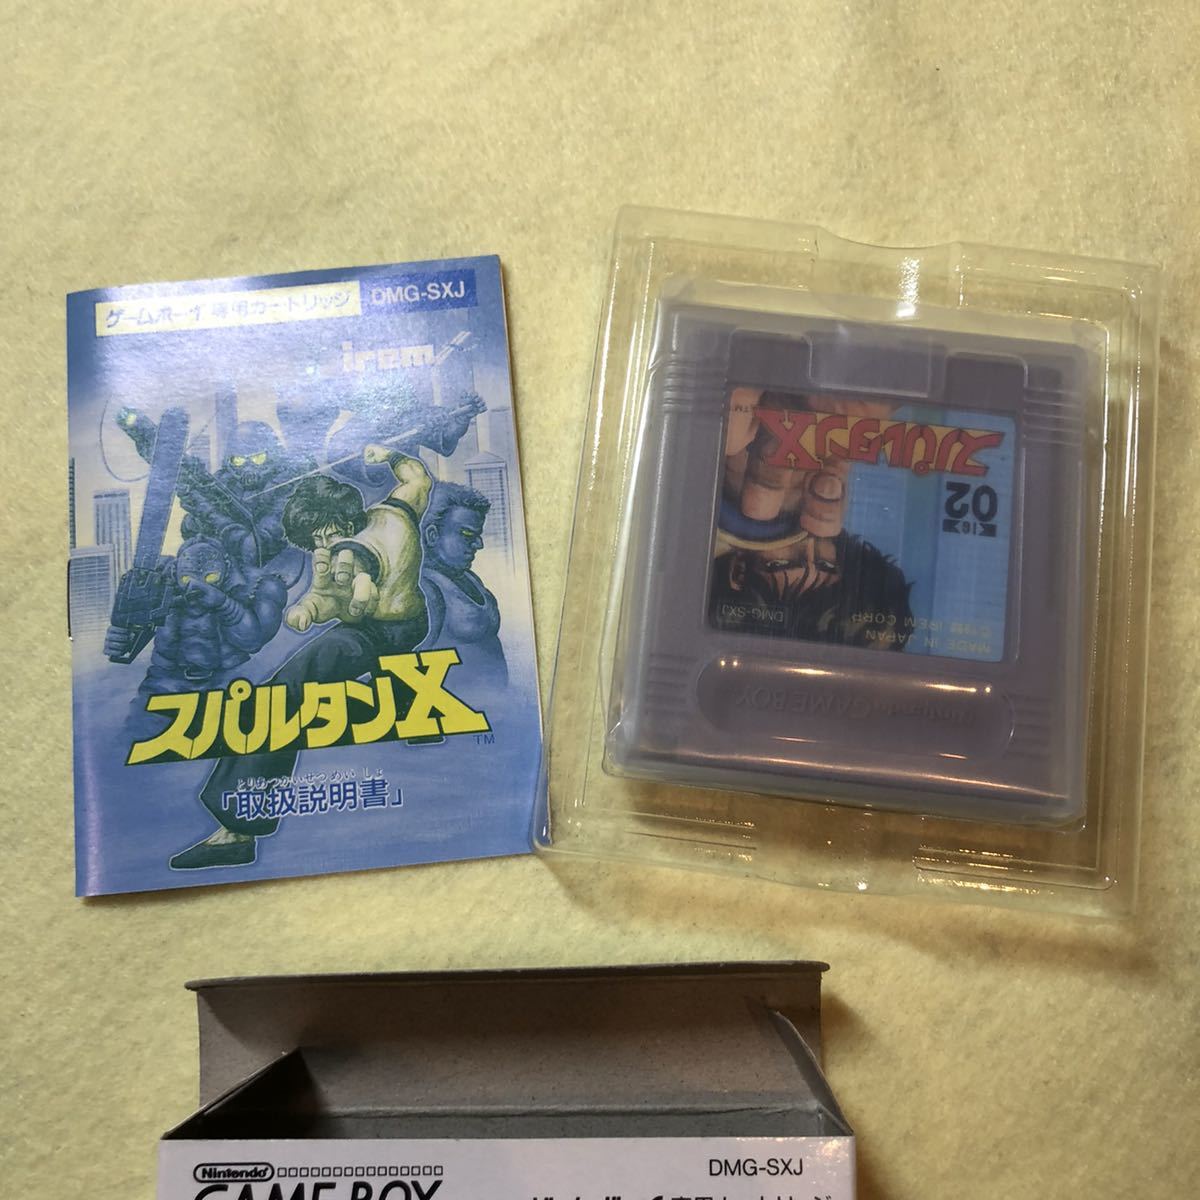 ゲームボーイ専用カートリッジ DMG-SXJ
irem
スパルタンX
TM
とりあつかいせつめいしょ
「取扱説明書」
スパルタンX
TM
02
DMG-SXJ
IREM CORP
MADE IN JAPAN
Nintendo GAME BOY
Nintendo
DMG-SXJ
GAME BOY